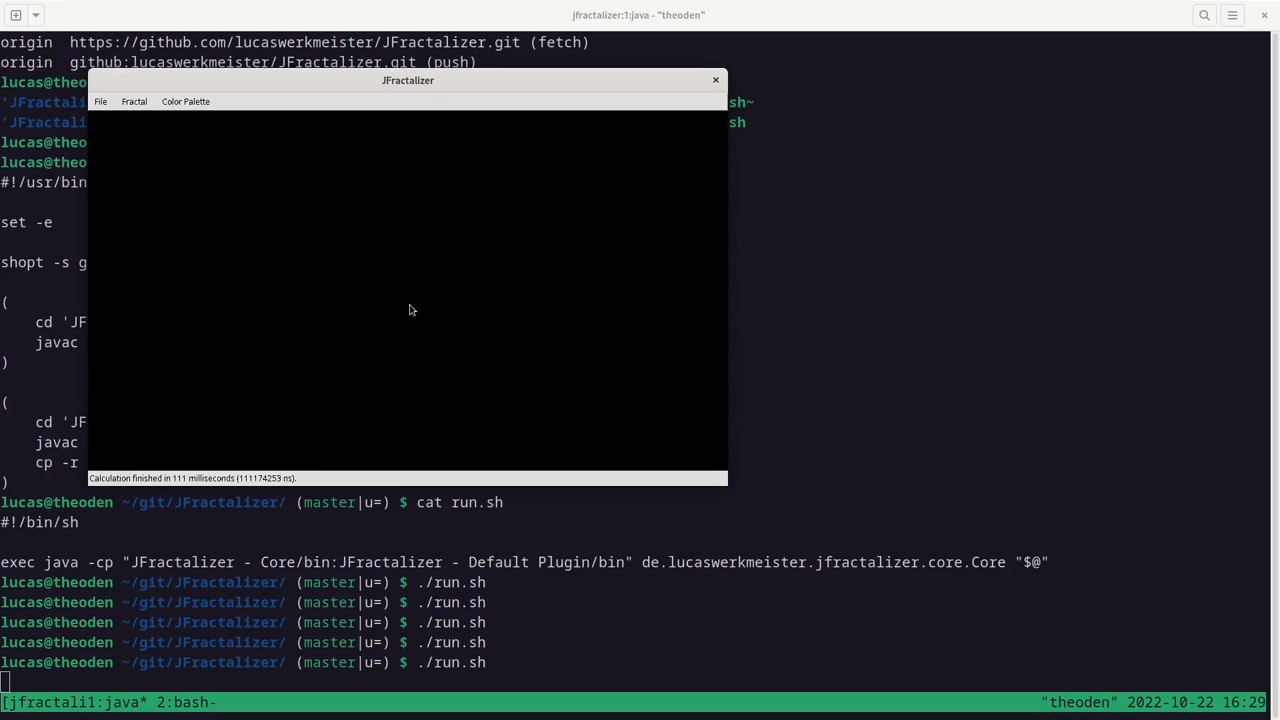 jfractalizer:1:java - "theoden"
origin  https://github.com/lucaswerkmeister/JFractalizer.git (fetch)
origin  github:lucaswerkmeister/JFractalizer.git (push)
lucas@theo
JFractalizer
'JFractali
sh~
File Fractal Color Palette
'JFractali
sh
lucas@theo
lucas@theo
#!/usr/bin
set -e
shopt -s g
(
    cd 'JF
    javac
)
(
    cd 'JF
    javac
    cp -r
Calculation finished in 111 milliseconds (111174253 ns).
)
lucas@theoden ~/git/JFractalizer/ (master|u=) $ cat run.sh
#!/bin/sh
exec java -cp "JFractalizer - Core/bin:JFractalizer - Default Plugin/bin" de.lucaswerkmeister.jfractalizer.core.Core "$@"
lucas@theoden ~/git/JFractalizer/ (master|u=) $ ./run.sh
lucas@theoden ~/git/JFractalizer/ (master|u=) $ ./run.sh
lucas@theoden ~/git/JFractalizer/ (master|u=) $ ./run.sh
lucas@theoden ~/git/JFractalizer/ (master|u=) $ ./run.sh
lucas@theoden ~/git/JFractalizer/ (master|u=) $ ./run.sh
[jfractali1:java* 2:bash- "theoden" 2022-10-22 16:29